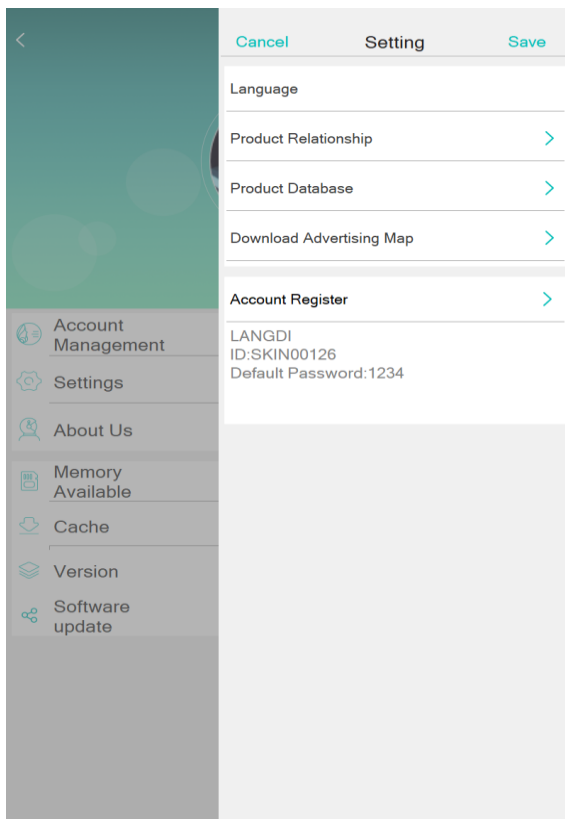 Cancel Setting Save
Language
Product Relationship
Product Database
Download Advertising Map
Account Register
LANGDI
ID:SKIN00126
Default Password:1234
Account
Management
Settings
About Us
Memory
Available
Cache
Version
Software
update